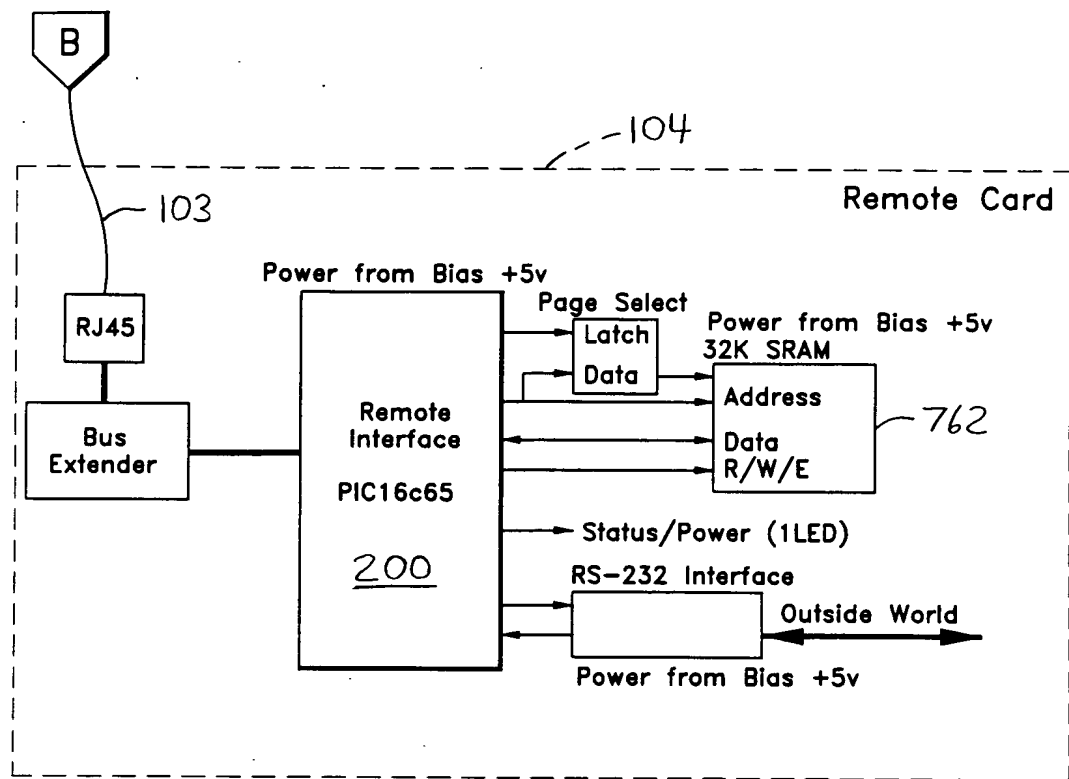 B
104
Remote Card
103
Power from Bias +5v
RJ45
Page Select
Latch
Data
Power from Bias +5v
32K SRAM
Address
Data
R/W/E
762
Bus
Extender
Remote
Interface
PIC16c65
200
Status/Power (1LED)
RS-232 Interface
Outside World
Power from Bias +5v